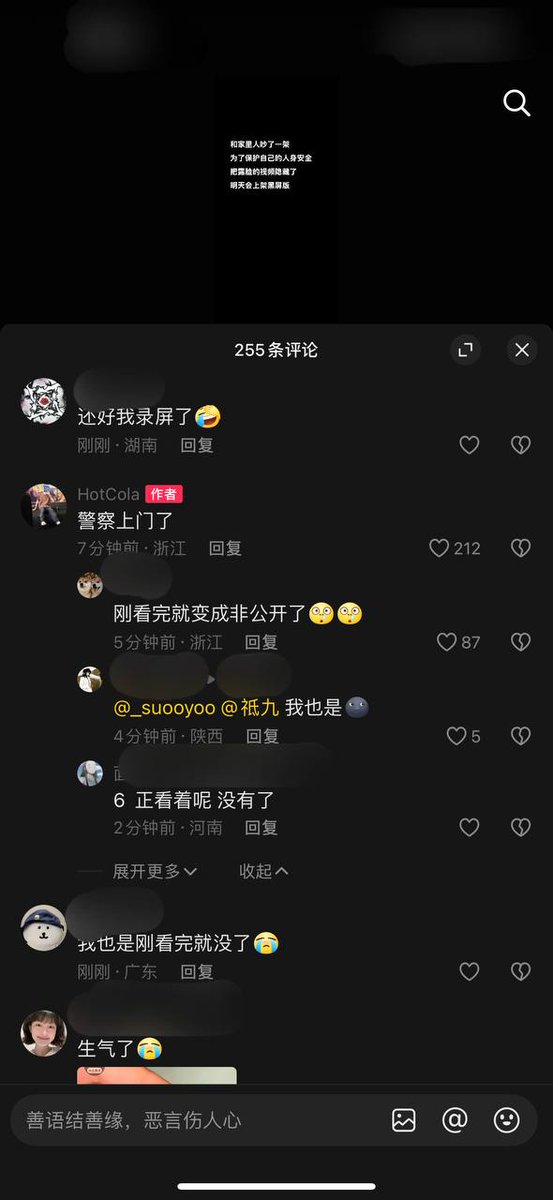 和家里人吵了一架
为了保护自己的人身安全
把露脸的视频隐藏了
明天会上架黑屏版
255条评论
还好我录屏了🤣
刚刚·湖南 回复
HotCola 作者
警察上门了
7分钟前·浙江 回复 212
刚看完就变成非公开了🙄🙄
5分钟前·浙江 回复 87
@_suooyoo @祗九 我也是🌚
4分钟前·陕西 回复 5
6 正看着呢 没有了
2分钟前·河南 回复
展开更多 收起
我也是刚看完就没了😭
刚刚·广东 回复
生气了😭
善语结善缘，恶言伤人心